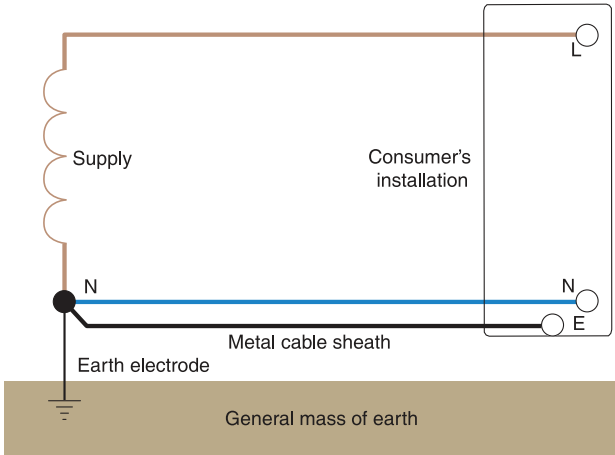 L
Supply
Consumer's
installation
N
N
E
Metal cable sheath
Earth electrode
General mass of earth